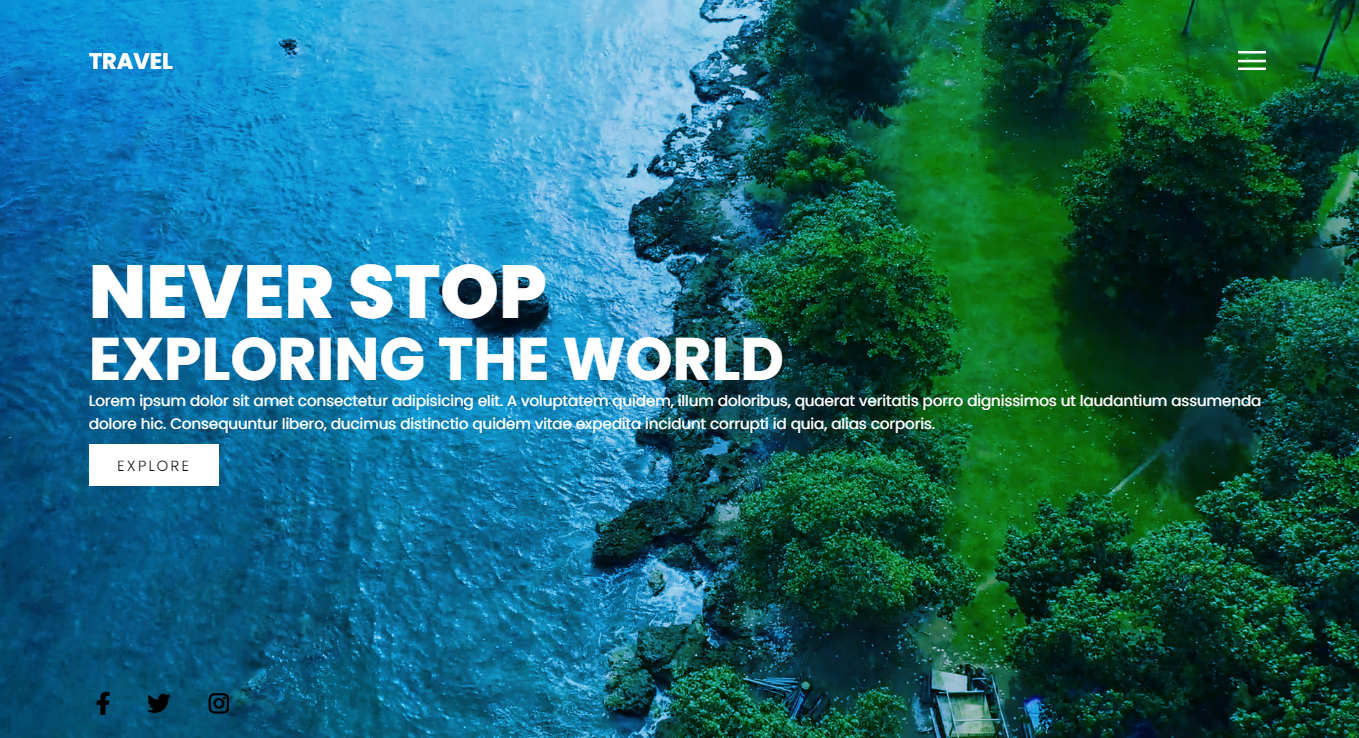 TRAVEL
NEVER STOP
EXPLORING THE WORLD
Lorem ipsum dolor sit amet consectetur adipisicing elit. A voluptatem quidem, illum doloribus, quaerat veritatis porro dignissimos ut laudantium assumenda
dolore hic. Consequuntur libero, ducimus distinctio quidem vitae expedita incidunt corrupti id quia, alias corporis.
EXPLORE